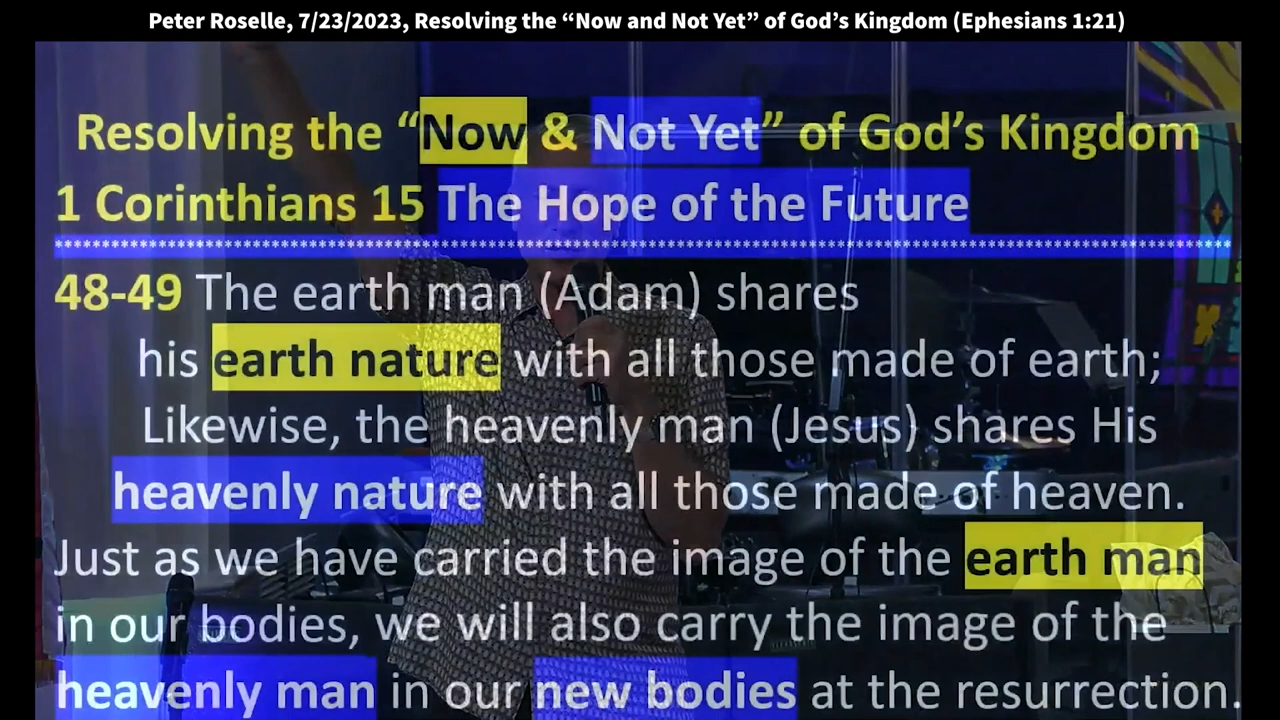 Peter Roselle, 7/23/2023, Resolving the “Now and Not Yet” of God’s Kingdom (Ephesians 1:21)
Resolving the “Now & Not Yet” of God’s Kingdom
1 Corinthians 15 The Hope of the Future
48-49 The earth man (Adam) shares
his earth nature with all those made of earth;
Likewise, the heavenly man (Jesus) shares His
heavenly nature with all those made of heaven.
Just as we have carried the image of the earth man
in our bodies, we will also carry the image of the
heavenly man in our new bodies at the resurrection.